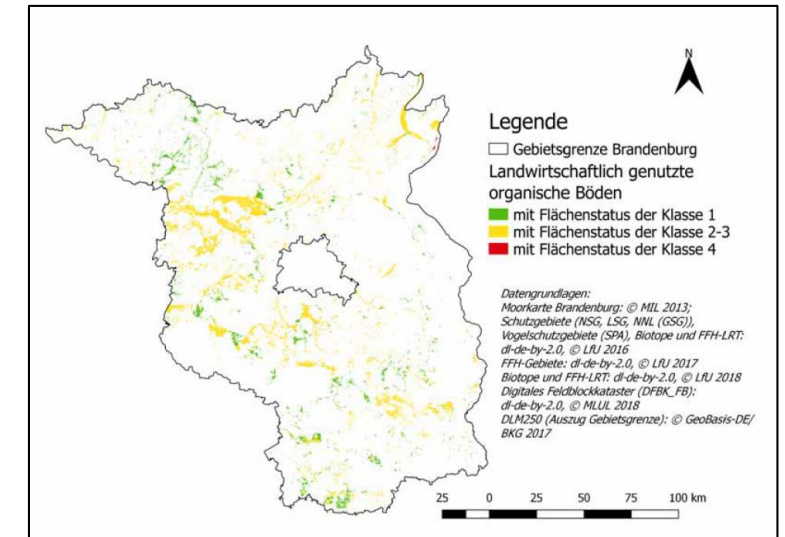 N
Legende
Gebietsgrenze Brandenburg
Landwirtschaftlich genutzte
organische Böden
mit Flächenstatus der Klasse 1
mit Flächenstatus der Klasse 2-3
mit Flächenstatus der Klasse 4
Datengrundlagen:
Moorkarte Brandenburg: © MIL 2013;
Schutzgebiete (NSG, LSG, NNL (GSG)),
Vogelschutzgebiete (SPA), Biotope und FFH-LRT:
dl-de-by-2.0, © LfU 2016
FFH-Gebiete: dl-de-by-2.0, © LfU 2017
Biotope und FFH-LRT: dl-de-by-2.0, © LfU 2018
Digitales Feldblockkataster (DFBK_FB):
dl-de-by-2.0, © MLUL 2018
DLM250 (Auszug Gebietsgrenze): © GeoBasis-DE/
BKG 2017
25 0 25 50 75 100 km